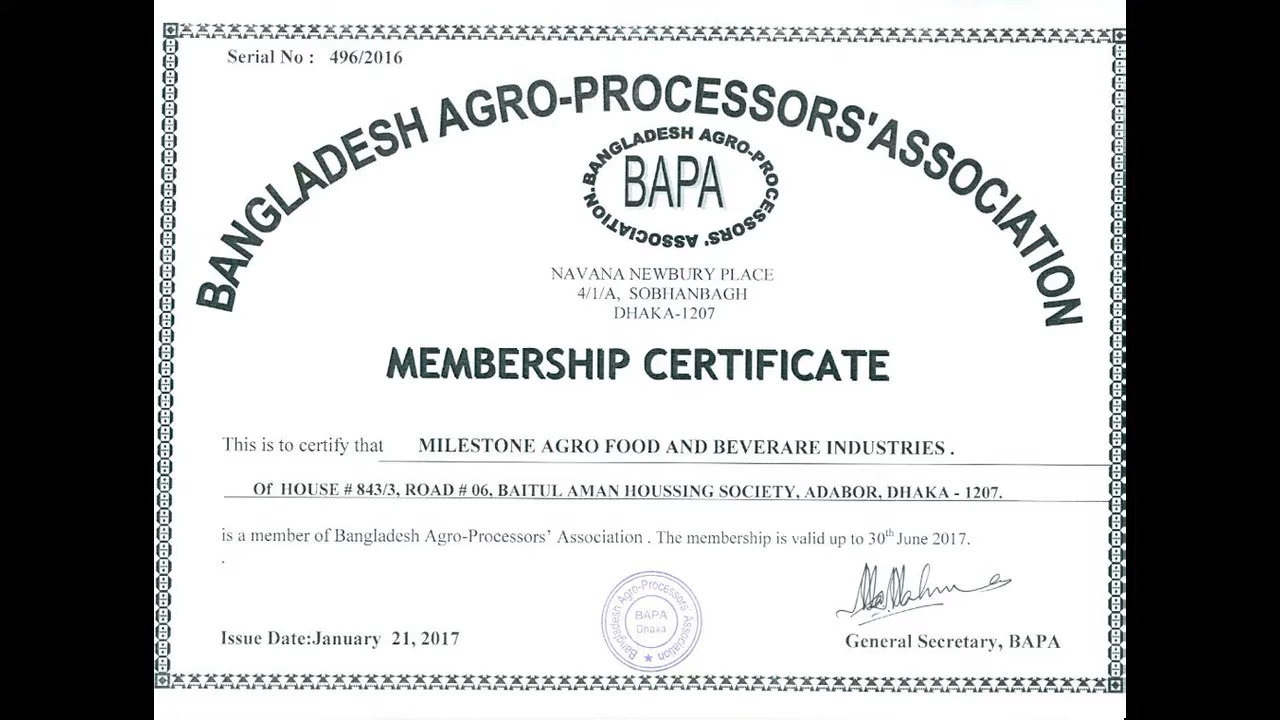 Serial No : 496/2016
BANGLADESH AGRO-PROCESSORS'ASSOCIATION
BANGLADESH AGRO-PROCESSORS' ASSOCIATION.
BAPA
NAVANA NEWBURY PLACE
4/1/A, SOBHANBAGH
DHAKA-1207
MEMBERSHIP CERTIFICATE
This is to certify that MILESTONE AGRO FOOD AND BEVERARE INDUSTRIES .
Of HOUSE # 843/3, ROAD # 06, BAITUL AMAN HOUSSING SOCIETY, ADABOR, DHAKA - 1207.
is a member of Bangladesh Agro-Processors' Association . The membership is valid up to 30th June 2017.
Bangladesh Agro-Processors' Association
BAPA
Dhaka
Issue Date:January 21, 2017
General Secretary, BAPA